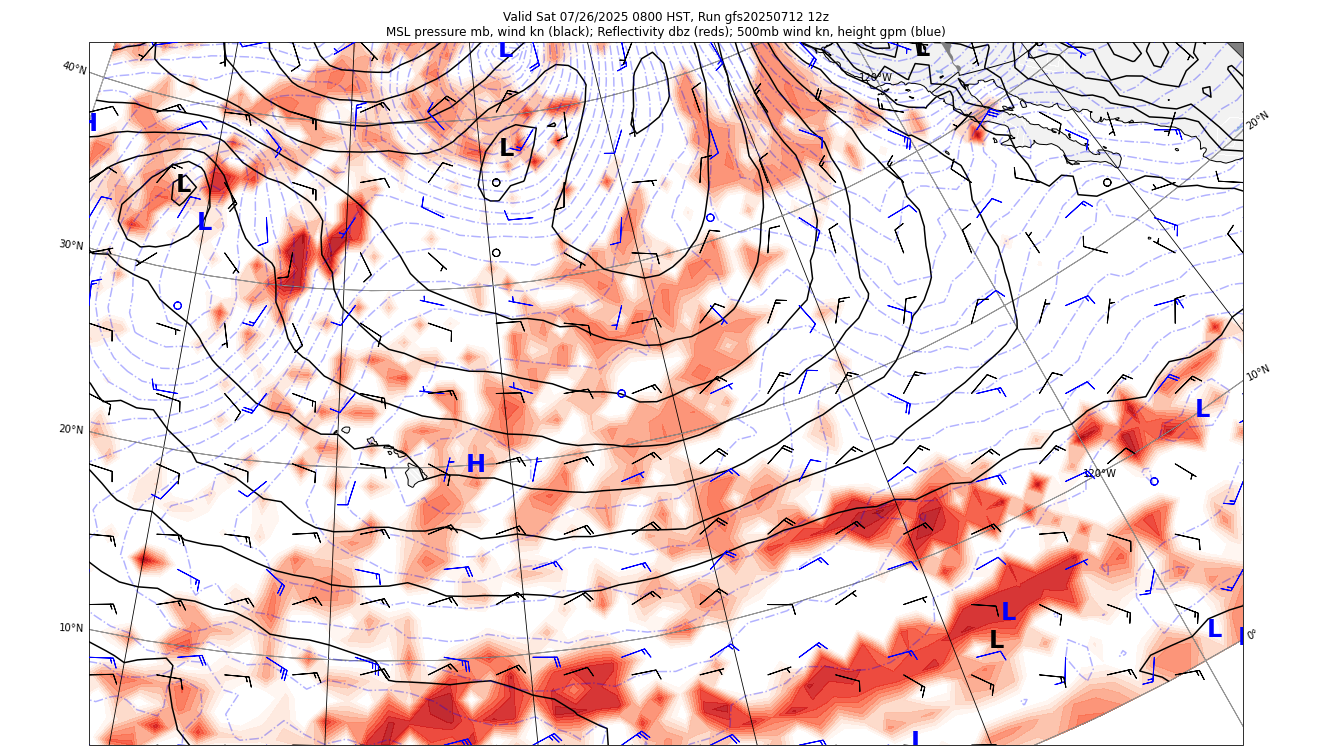 Valid Sat 07/26/2025 0800 HST, Run gfs20250712 12z
MSL pressure mb, wind kn (black); Reflectivity dbz (reds); 500mb wind kn, height gpm (blue)
L
L
40°N
120°W
20°N
H
L
L
L
30°N
10°N
L
20°N
H
120°W
L
10°N
L
L
0°
L
L